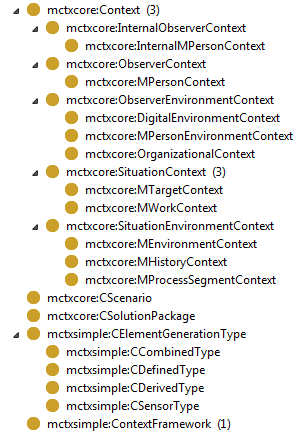 mctxcore:Context (3)
mctxcore:InternalObserverContext
mctxcore:InternalMPersonContext
mctxcore:ObserverContext
mctxcore:MPersonContext
mctxcore:ObserverEnvironmentContext
mctxcore:DigitalEnvironmentContext
mctxcore:MPersonEnvironmentContext
mctxcore:OrganizationalContext
mctxcore:SituationContext (3)
mctxcore:MTargetContext
mctxcore:MWorkContext
mctxcore:SituationEnvironmentContext
mctxcore:MEnvironmentContext
mctxcore:MHistoryContext
mctxcore:MProcessSegmentContext
mctxcore:CScenario
mctxcore:CSolutionPackage
mctxsimple:CElementGenerationType
mctxsimple:CCombinedType
mctxsimple:CDefinedType
mctxsimple:CDerivedType
mctxsimple:CSensorType
mctxsimple:ContextFramework (1)